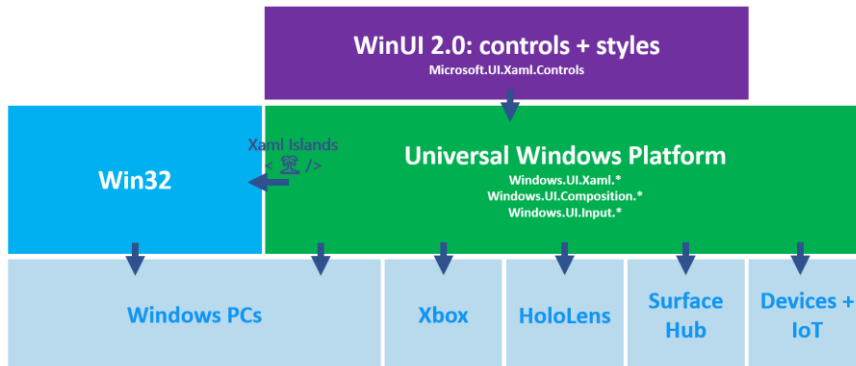 WinUI 2.0: controls + styles
Microsoft.UI.Xaml.Controls
Xaml Islands
< />
Win32
Universal Windows Platform
Windows.UI.Xaml.*
Windows.UI.Composition.*
Windows.UI.Input.*
Windows PCs
Xbox
HoloLens
Surface
Hub
Devices +
IoT